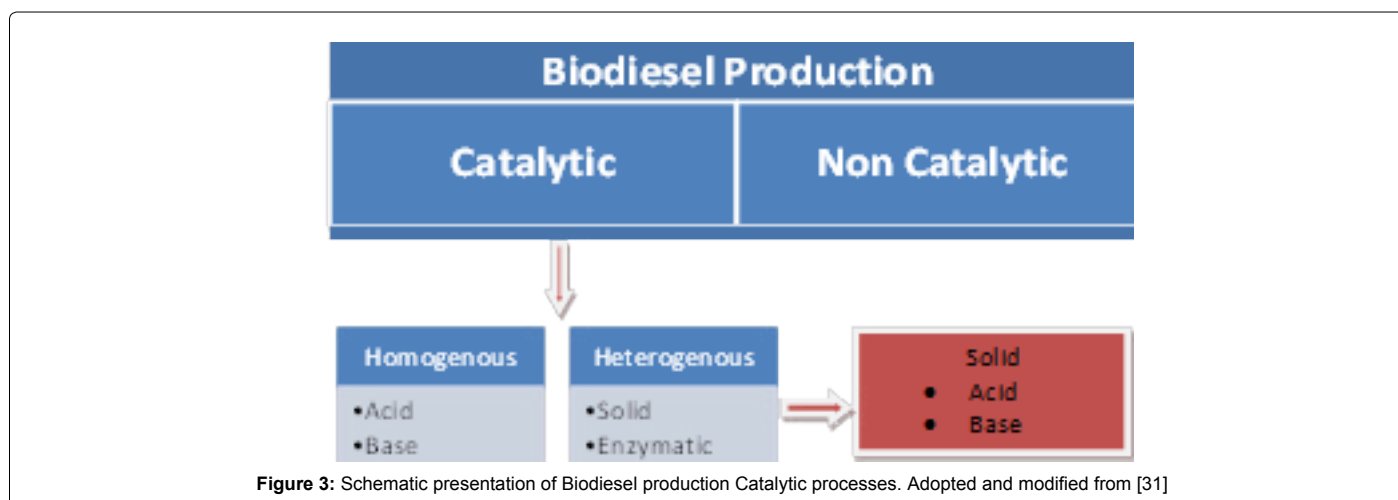 Biodiesel Production
Catalytic
Non Catalytic
Homogenous
•Acid
•Base
Heterogenous
•Solid
•Enzymatic
Solid
● Acid
● Base
Figure 3: Schematic presentation of Biodiesel production Catalytic processes. Adopted and modified from [31]